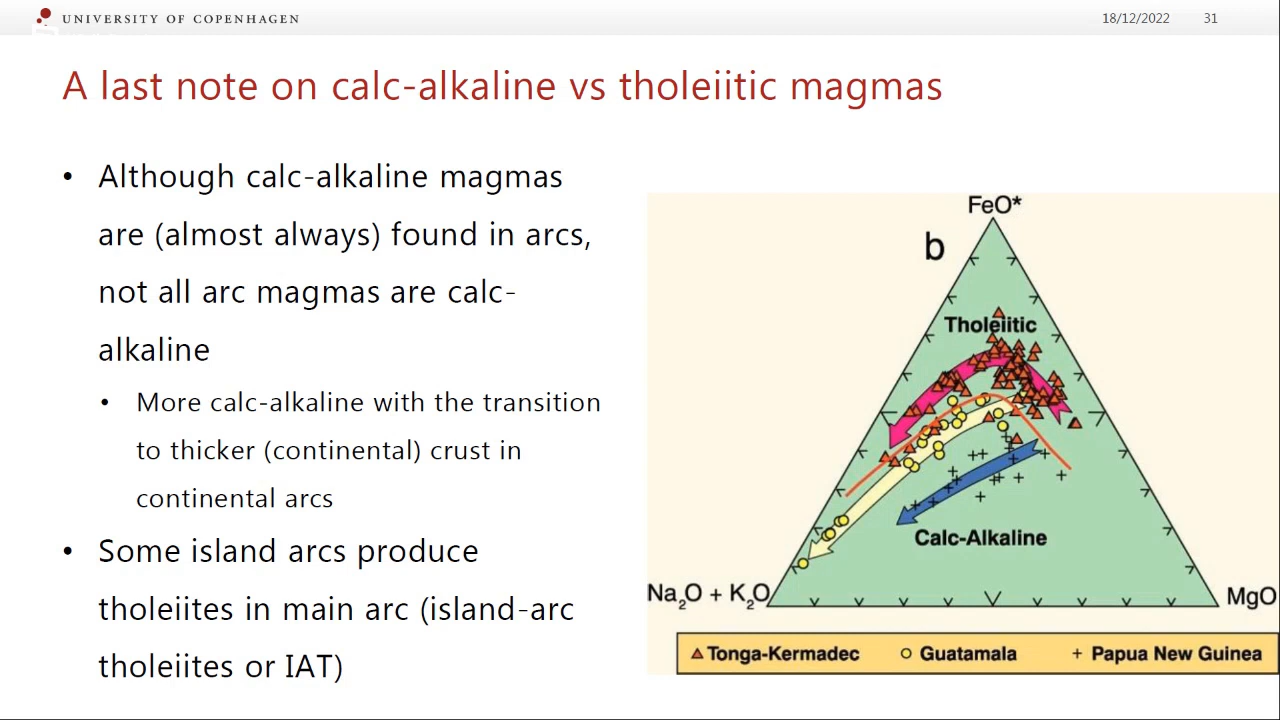 UNIVERSITY OF COPENHAGEN
18/12/2022
31
A last note on calc-alkaline vs tholeiitic magmas
• Although calc-alkaline magmas
are (almost always) found in arcs,
not all arc magmas are calc-
alkaline
• More calc-alkaline with the transition
to thicker (continental) crust in
continental arcs
• Some island arcs produce
tholeiites in main arc (island-arc
tholeiites or IAT)
FeO*
b
Tholeiitic
Calc-Alkaline
Na₂O + K₂O
MgO
Tonga-Kermadec
Guatamala
Papua New Guinea